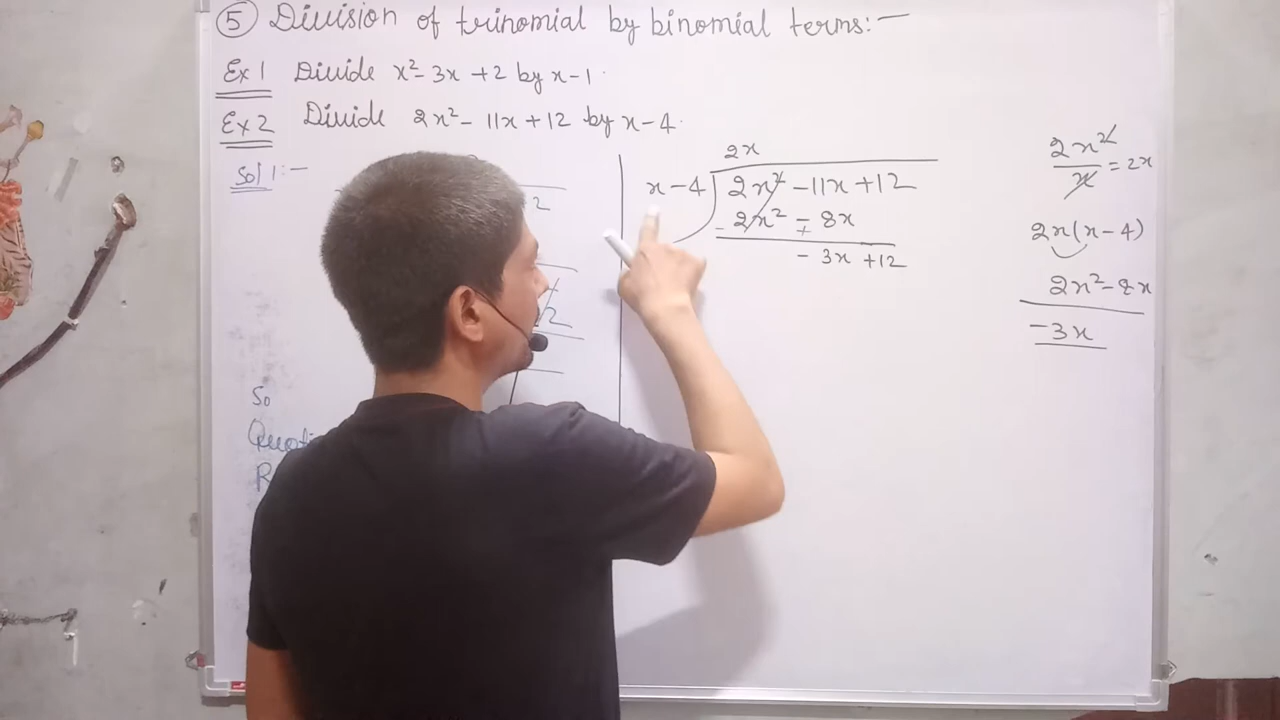 ⑤ Division of trinomial by binomial terms:-
Ex 1 Divide x²- 3x +2 by x-1.
Ex 2 Divide 2x²- 11x +12 by x-4.
Sol 1:-
2
2
So
2x
x-4) 2x² -11x +12
- 2x² - 8x
+
- 3x +12
2x²
x
= 2x
2x(x-4)
2x²-8x
-3x